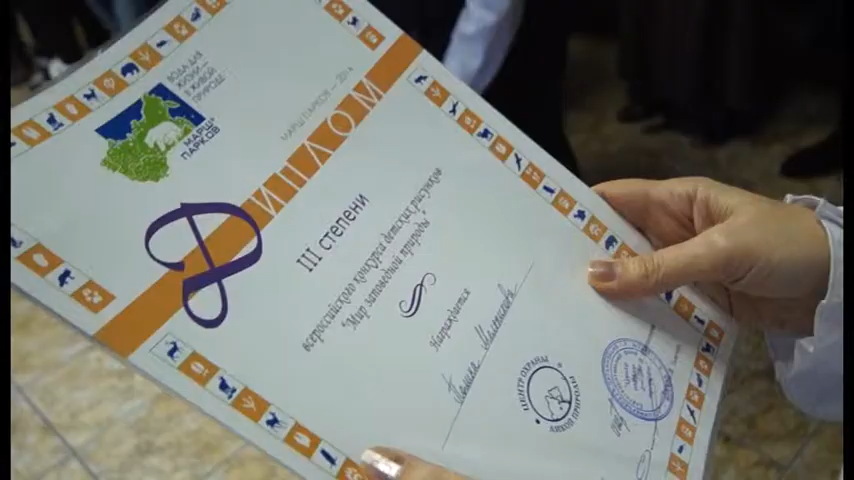 ВОДА ДЛЯ
ЖИЗНИ —
В ЖИВОЙ
ПРИРОДЕ!
МАРШ
ПАРКОВ
МАРШ ПАРКОВ — 201
ДИПЛОМ
III степени
всероссийского конкурса детских рисунков
"Мир заповедной природы"
Награждается
ЦЕНТР ОХРАНЫ
ДИКОЙ ПРИРОДЫ